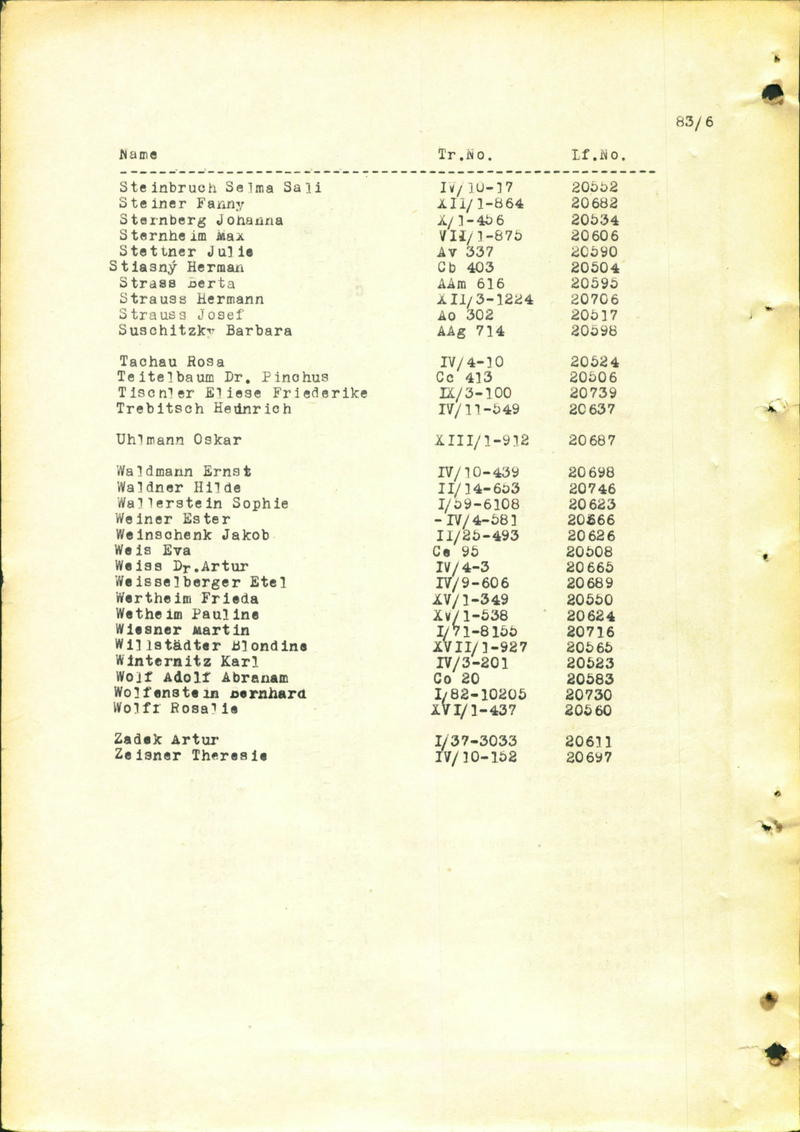 83/6
Name Tr.No. Lf.No.
Steinbruch Selma Sali IV/10-17 20552
Steiner Fanny XII/1-864 20682
Sternberg Johanna X/1-456 20534
Sternheim Max VII/1-875 20606
Stettner Julie Av 337 20590
Stiasný Herman Cb 403 20504
Strass Berta AAm 616 20595
Strauss Hermann XII/3-1224 20706
Strauss Josef Ao 302 20517
Suschitzky Barbara AAg 714 20598
Tachau Rosa IV/4-10 20524
Teitelbaum Dr. Pinchus Cc 413 20506
Tischler Eliese Friederike IX/3-100 20739
Trebitsch Heinrich IV/11-549 20637
Uhlmann Oskar XIII/1-912 20687
Waldmann Ernst IV/10-439 20698
Waldner Hilde II/14-653 20746
Wallerstein Sophie I/59-6108 20623
Weiner Ester -IV/4-581 20666
Weinschenk Jakob II/25-493 20626
Weis Eva Ce 95 20508
Weiss Dr.Artur IV/4-3 20665
Weisselberger Etel IV/9-606 20689
Wertheim Frieda XV/1-349 20550
Wetheim Pauline XV/1-538 20624
Wiesner Martin I/71-8155 20716
Willstädter Blondine XVII/1-927 20565
Winternitz Karl IV/3-201 20523
Wolf Adolf Abraham Co 20 20583
Wolfenstein Bernhard I/82-10205 20730
Wolff Rosalie XVI/1-437 20560
Zadek Artur I/37-3033 20611
Zeisner Theresie IV/10-152 20697